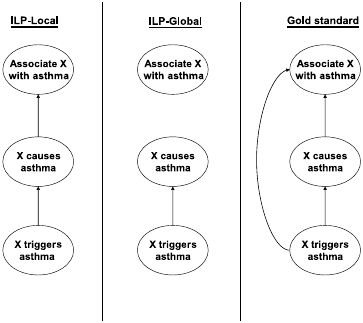 ILP-Local
Associate X
with asthma
X causes
asthma
X triggers
asthma
ILP-Global
Associate X
with asthma
X causes
asthma
X triggers
asthma
Gold standard
Associate X
with asthma
X causes
asthma
X triggers
asthma